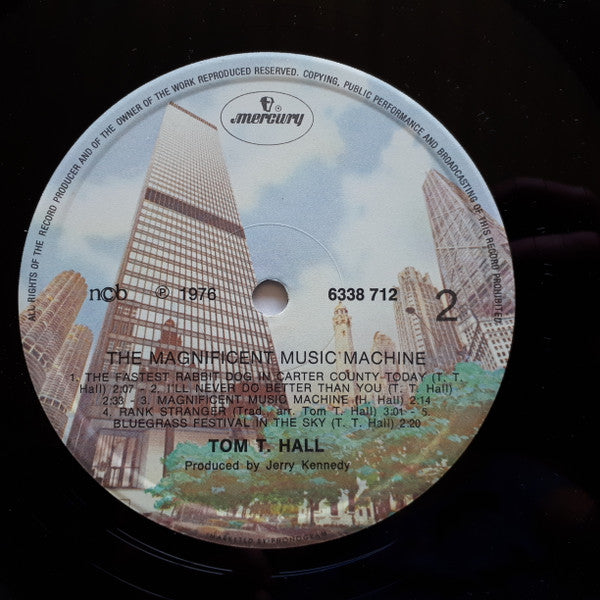 ALL RIGHTS OF THE RECORD PRODUCER AND OF THE OWNER OF THE WORK REPRODUCED RESERVED. COPYING, PUBLIC PERFORMANCE AND BROADCASTING OF THIS RECORD PROHIBITED
mercury
®
ncb ℗ 1976 6338 712 2
THE MAGNIFICENT MUSIC MACHINE
1. THE FASTEST RABBIT DOG IN CARTER COUNTY TODAY (T. T.
Hall) 2:07 - 2. I'LL NEVER DO BETTER THAN YOU (T. T. Hall)
2:33 - 3. MAGNIFICENT MUSIC MACHINE (H. Hall) 2:14
4. RANK STRANGER (Trad., arr. Tom T. Hall) 3:01 - 5.
BLUEGRASS FESTIVAL IN THE SKY (T. T. Hall) 2:20
TOM T. HALL
Produced by Jerry Kennedy
MARKETED BY PHONOGRAM